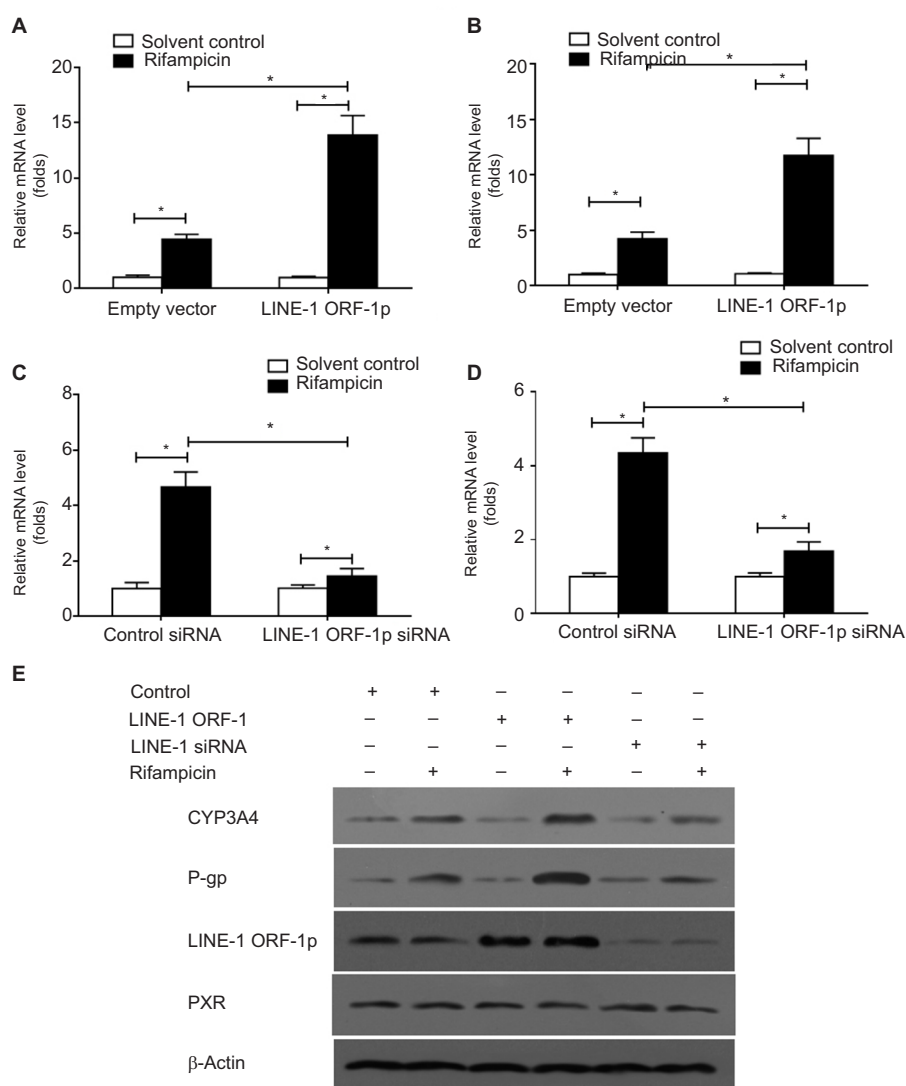 A
Solvent control
Rifampicin
Relative mRNA level
(folds)
20
15
10
5
0
*
*
*
Empty vector
LINE-1 ORF-1p
B
Solvent control
Rifampicin
Relative mRNA level
(folds)
20
15
10
5
0
*
*
*
Empty vector
LINE-1 ORF-1p
C
Solvent control
Rifampicin
Relative mRNA level
(folds)
8
6
4
2
0
*
*
*
Control siRNA
LINE-1 ORF-1p siRNA
D
Solvent control
Rifampicin
Relative mRNA level
(folds)
6
4
2
0
*
*
*
Control siRNA
LINE-1 ORF-1p siRNA
E
Control + + – – – –
LINE-1 ORF-1 – – + + – –
LINE-1 siRNA – – – – + +
Rifampicin – + – + – +
CYP3A4
P-gp
LINE-1 ORF-1p
PXR
β-Actin